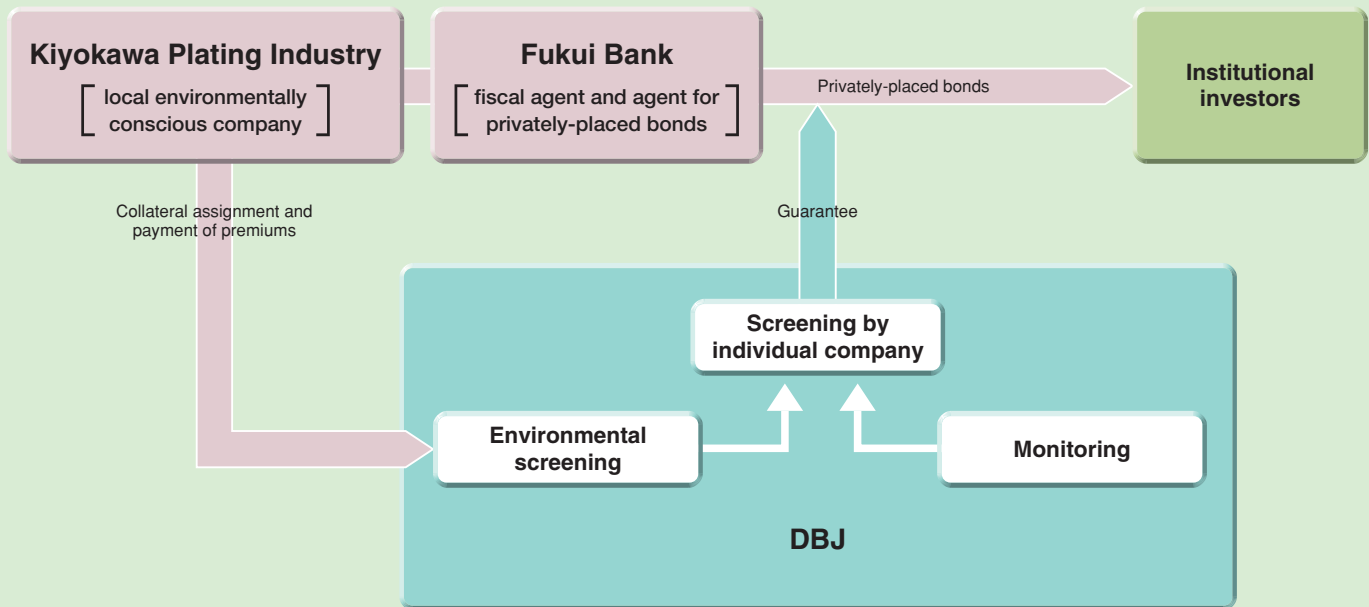 Kiyokawa Plating Industry
local environmentally
conscious company
Fukui Bank
fiscal agent and agent for
privately-placed bonds
Privately-placed bonds
Institutional
investors
Collateral assignment and
payment of premiums
Guarantee
Screening by
individual company
Environmental
screening
Monitoring
DBJ